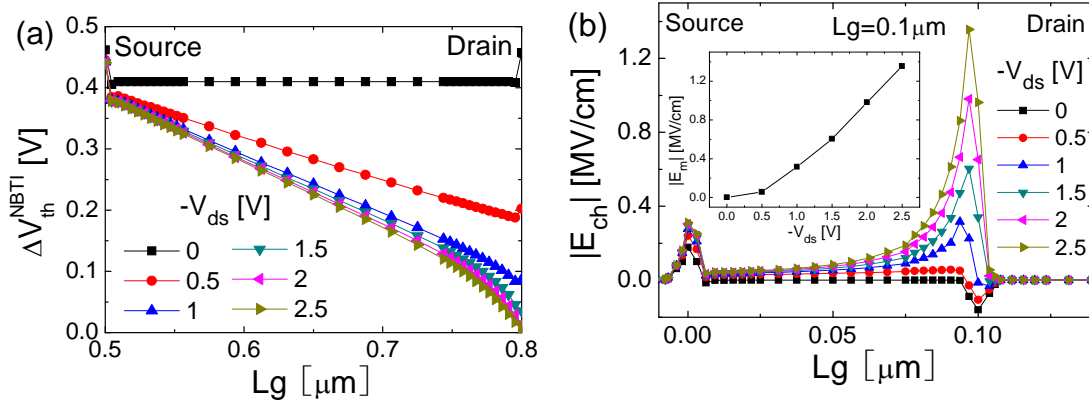 (a)
Source
Drain
ΔV_th^NBTI [V]
0.5
0.4
0.3
0.2
0.1
0.0
-V_ds [V]
0
0.5
1
1.5
2
2.5
0.5
0.6
0.7
0.8
Lg [μm]
(b)
Source
Lg=0.1μm
Drain
|E_ch| [MV/cm]
1.2
0.8
0.4
0.0
|E_m| [MV/cm]
1.2
0.8
0.4
0.0
0.0
0.5
1.0
1.5
2.0
2.5
-V_ds [V]
-V_ds [V]
0
0.5
1
1.5
2
2.5
0.00
0.05
0.10
Lg [μm]